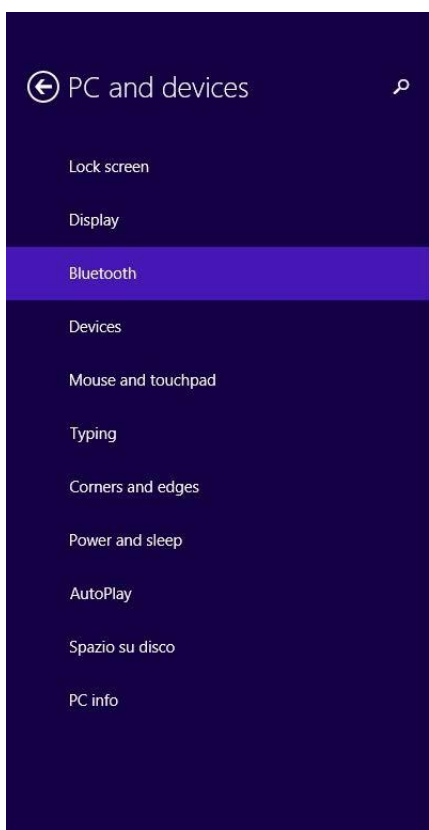 PC and devices
Lock screen
Display
Bluetooth
Devices
Mouse and touchpad
Typing
Corners and edges
Power and sleep
AutoPlay
Spazio su disco
PC info